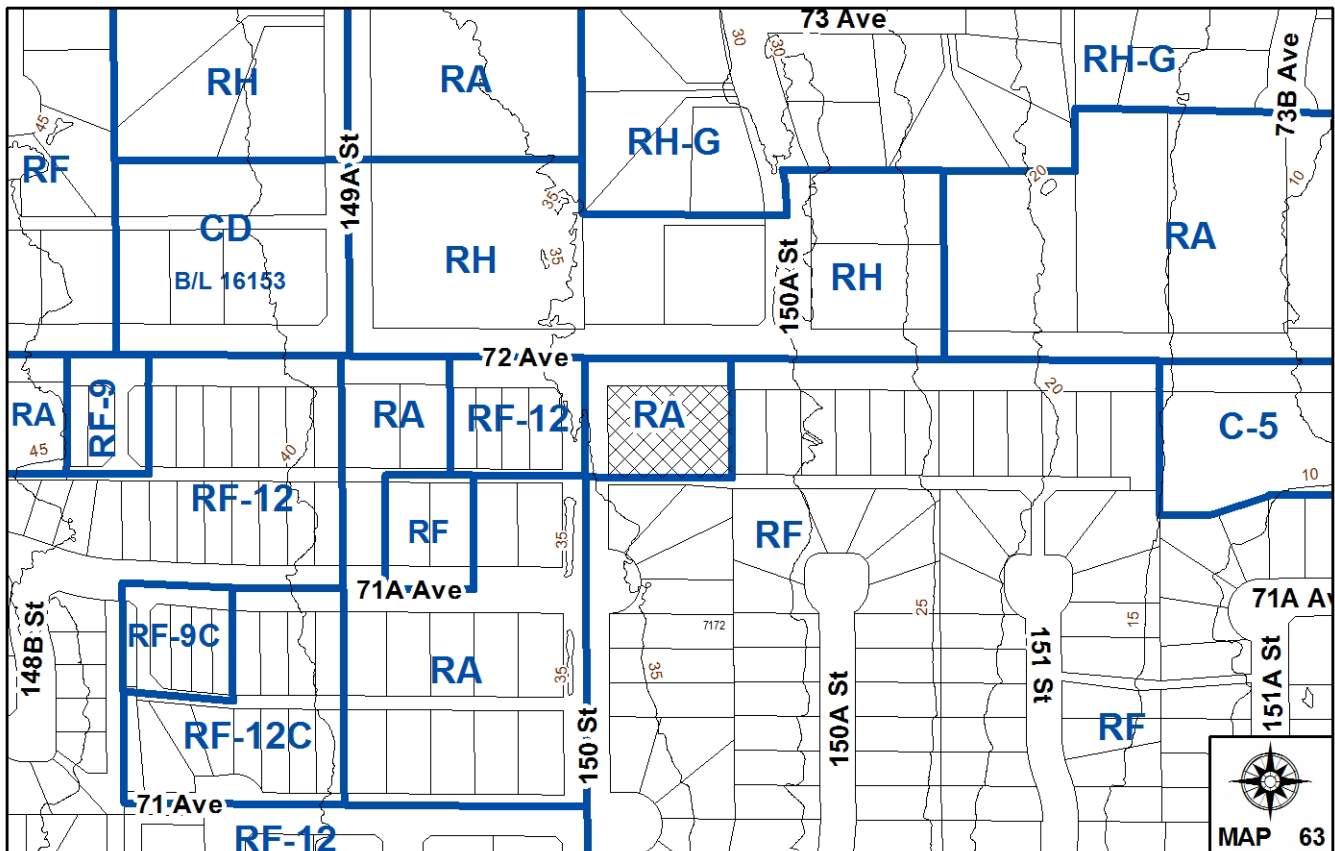 73 Ave
30
30
RH-G
73B Ave
RH
RA
45
RH-G
RF
149A St
20
10
35
CD
RA
35
RH
B/L 16153
150A St
RH
72 Ave
20
RF-9
RA
RA
RF-12
RA
C-5
45
40
10
RF-12
RF
35
RF
71A Ave
71A Av
25
15
RF-9C
7172
148B St
151 St
RA
35
35
150A St
151A St
RF-12C
150 St
RF
71 Ave
RF-12
MAP 63